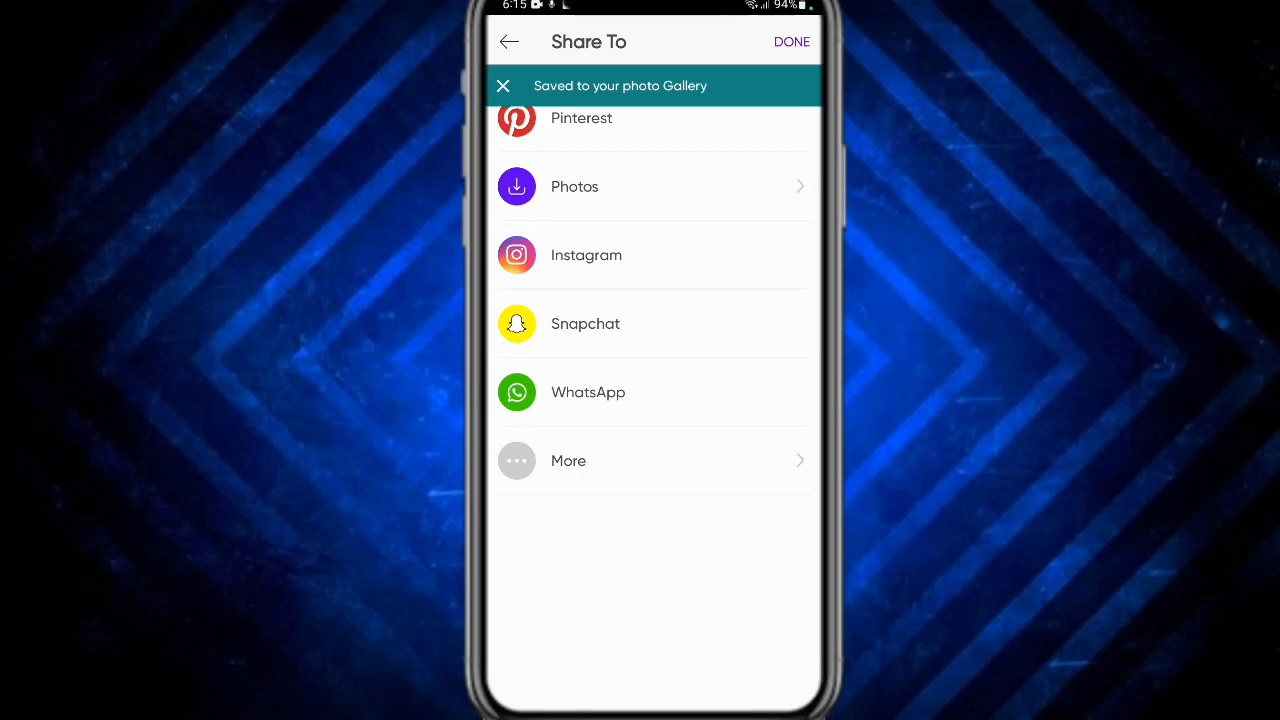 6:15 94%
Share To DONE
Saved to your photo Gallery
Pinterest
Photos
Instagram
Snapchat
WhatsApp
More